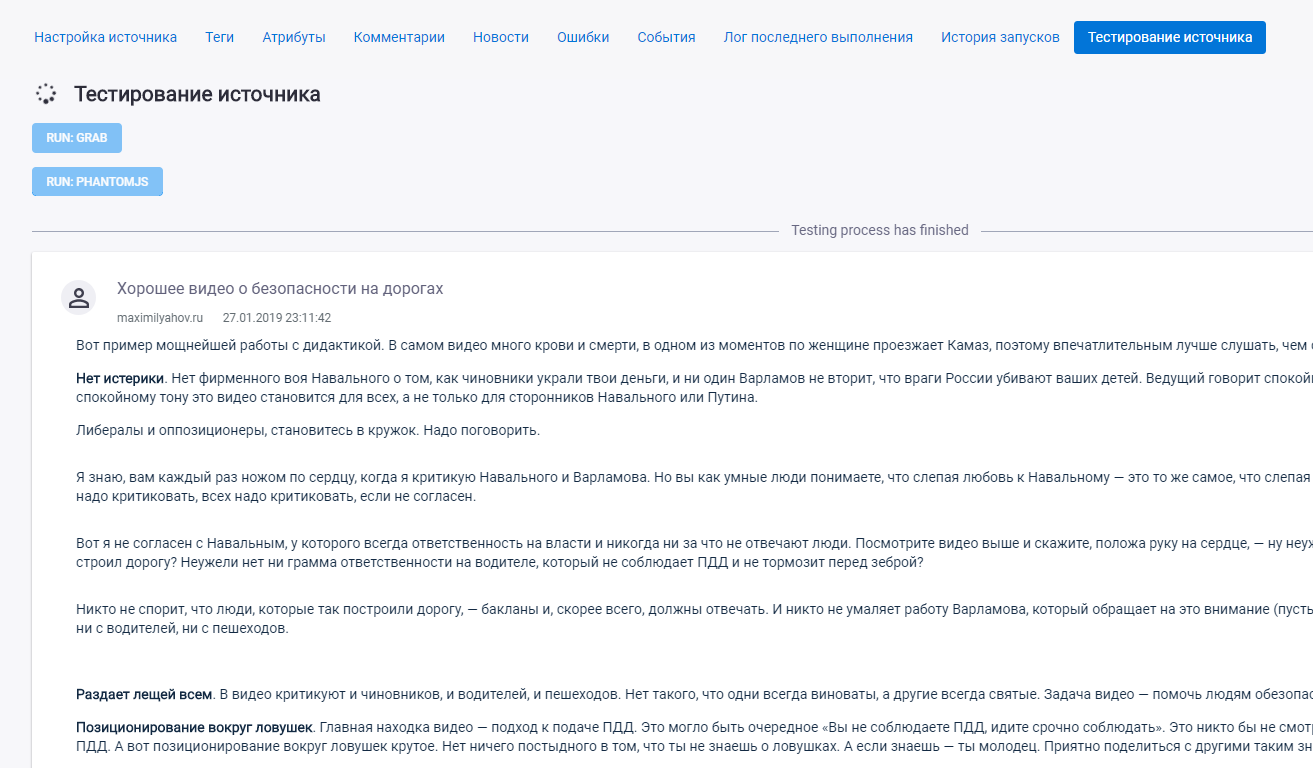 Настройка источника Теги Атрибуты Комментарии Новости Ошибки События Лог последнего выполнения История запусков Тестирование источника
Тестирование источника
RUN: GRAB
RUN: PHANTOMJS
Testing process has finished
Хорошее видео о безопасности на дорогах
maximilyahov.ru 27.01.2019 23:11:42
Вот пример мощнейшей работы с дидактикой. В самом видео много крови и смерти, в одном из моментов по женщине проезжает Камаз, поэтому впечатлительным лучше слушать, чем
Нет истерики. Нет фирменного воя Навального о том, как чиновники украли твои деньги, и ни один Варламов не вторит, что враги России убивают ваших детей. Ведущий говорит
спокойному тону это видео становится для всех, а не только для сторонников Навального или Путина.
Либералы и оппозиционеры, становитесь в кружок. Надо поговорить.
Я знаю, вам каждый раз ножом по сердцу, когда я критикую Навального и Варламова. Но вы как умные люди понимаете, что слепая любовь к Навальному — это то же самое, что слепая
надо критиковать, всех надо критиковать, если не согласен.
Вот я не согласен с Навальным, у которого всегда ответственность на власти и никогда ни за что не отвечают люди. Посмотрите видео выше и скажите, положа руку на сердце, — ну
строил дорогу? Неужели нет ни грамма ответственности на водителе, который не соблюдает ПДД и не тормозит перед зеброй?
Никто не спорит, что люди, которые так построили дорогу, — бакланы и, скорее всего, должны отвечать. И никто не умаляет работу Варламова, который обращает на это внимание (пусть
ни с водителей, ни с пешеходов.
Раздает лещей всем. В видео критикуют и чиновников, и водителей, и пешеходов. Нет такого, что одни всегда виноваты, а другие всегда святые. Задача видео — помочь людям
Позиционирование вокруг ловушек. Главная находка видео — подход к подаче ПДД. Это могло быть очередное «Вы не соблюдаете ПДД, идите срочно соблюдать». Это никто бы не
ПДД. А вот позиционирование вокруг ловушек крутое. Нет ничего постыдного в том, что ты не знаешь о ловушках. А если знаешь — ты молодец. Приятно поделиться с другими таким